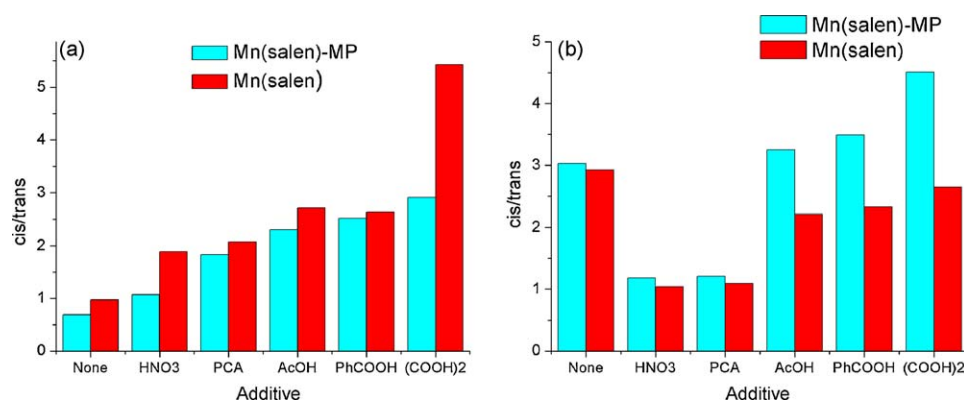 (a)
Mn(salen)-MP
Mn(salen)
cis/trans
5
4
3
2
1
0
None HNO3 PCA AcOH PhCOOH (COOH)2
Additive
(b)
Mn(salen)-MP
Mn(salen)
cis/trans
5
4
3
2
1
0
None HNO3 PCA AcOH PhCOOH (COOH)2
Additive